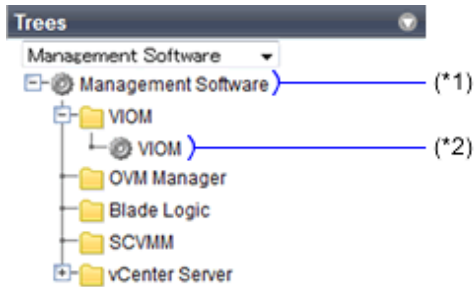 Trees
Management Software
Management Software (*1)
VIOM
VIOM (*2)
OVM Manager
Blade Logic
SCVMM
vCenter Server